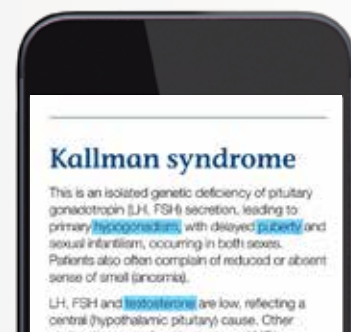 Kallman syndrome
This is an isolated genetic deficiency of pituitary
gonadotropin (LH, FSH) secretion, leading to
primary hypogonadism, with delayed puberty and
sexual infantilism, occurring in both sexes.
Patients also often complain of reduced or absent
sense of smell (anosmia).
LH, FSH and testosterone are low, reflecting a
central (hypothalamic pituitary) cause. Other